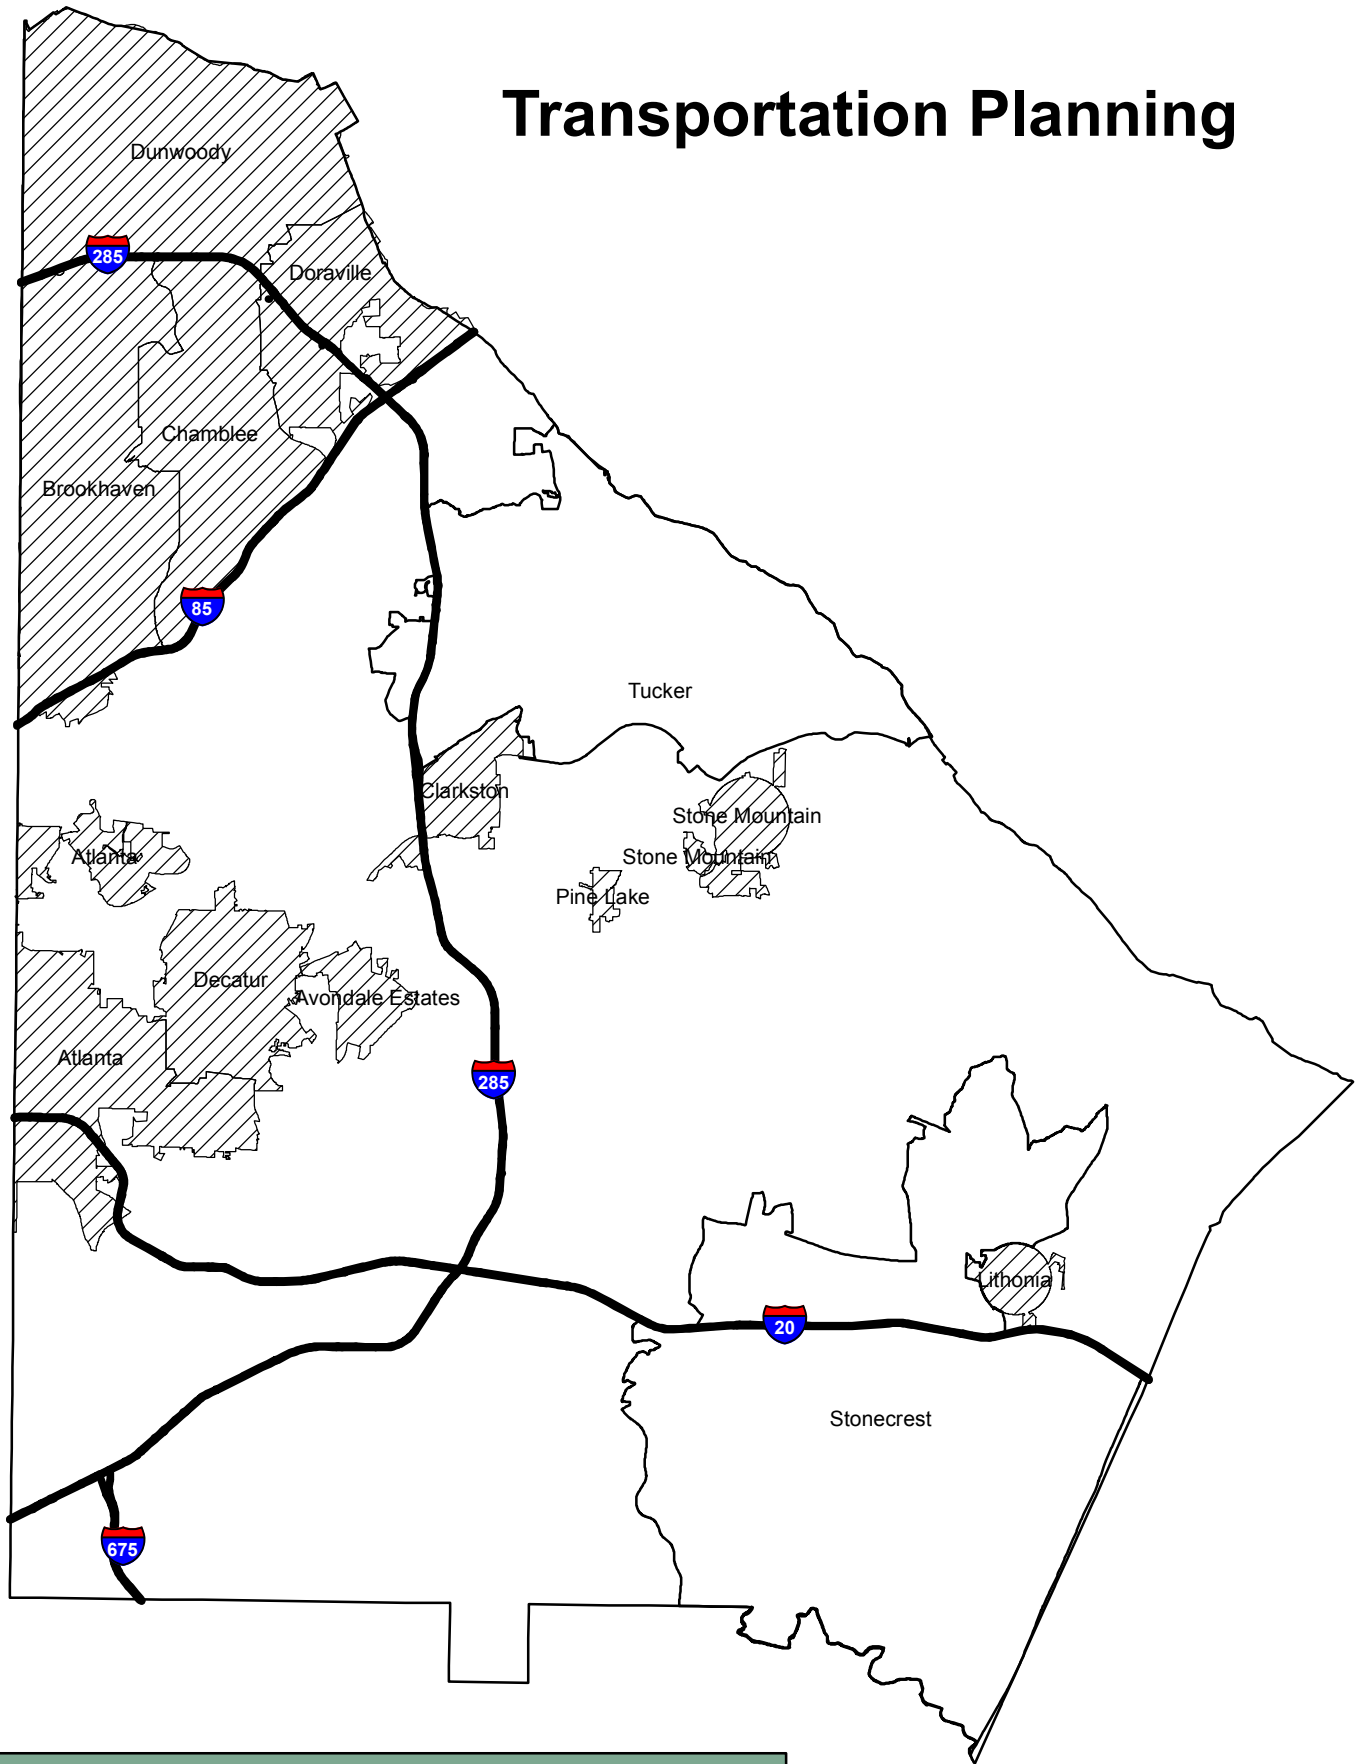 Transportation Planning
Dunwoody
285
Doraville
Chamblee
Brookhaven
85
Tucker
Clarkston
Stone Mountain
Atlanta
Stone Mountain
Pine Lake
Decatur
Avondale Estates
Atlanta
285
Lithonia
20
Stonecrest
675